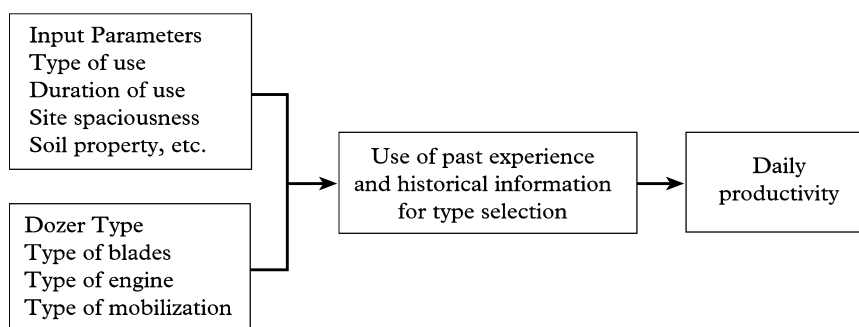 Input Parameters
Type of use
Duration of use
Site spaciousness
Soil property, etc.
Dozer Type
Type of blades
Type of engine
Type of mobilization
Use of past experience
and historical information
for type selection
Daily
productivity